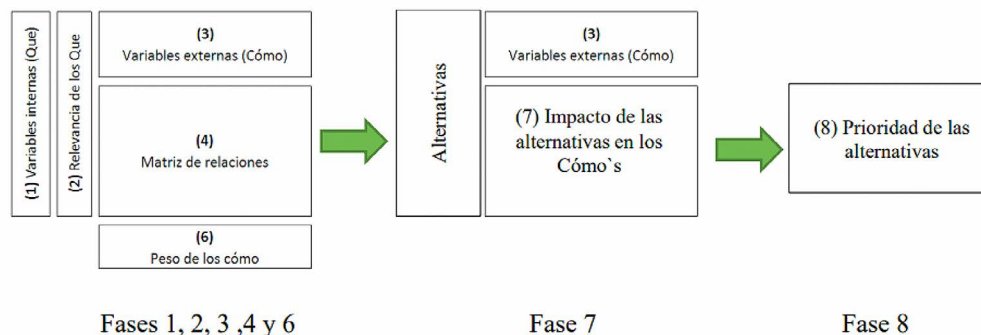 (1) Variables internas (Que)
(2) Relevancia de los Que
(3)
Variables externas (Cómo)
(4)
Matriz de relaciones
(6)
Peso de los cómo
Fases 1, 2, 3 ,4 y 6
Alternativas
(3)
Variables externas (Cómo)
(7) Impacto de las
alternativas en los
Cómo`s
Fase 7
(8) Prioridad de las
alternativas
Fase 8